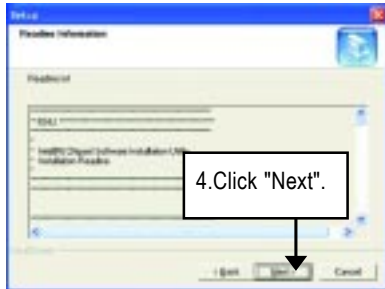 Setup
Readme Information
Readme.txt
Intel(R) Chipset Software Installation Utility
Installation Readme
4.Click "Next".
< Back
Next >
Cancel